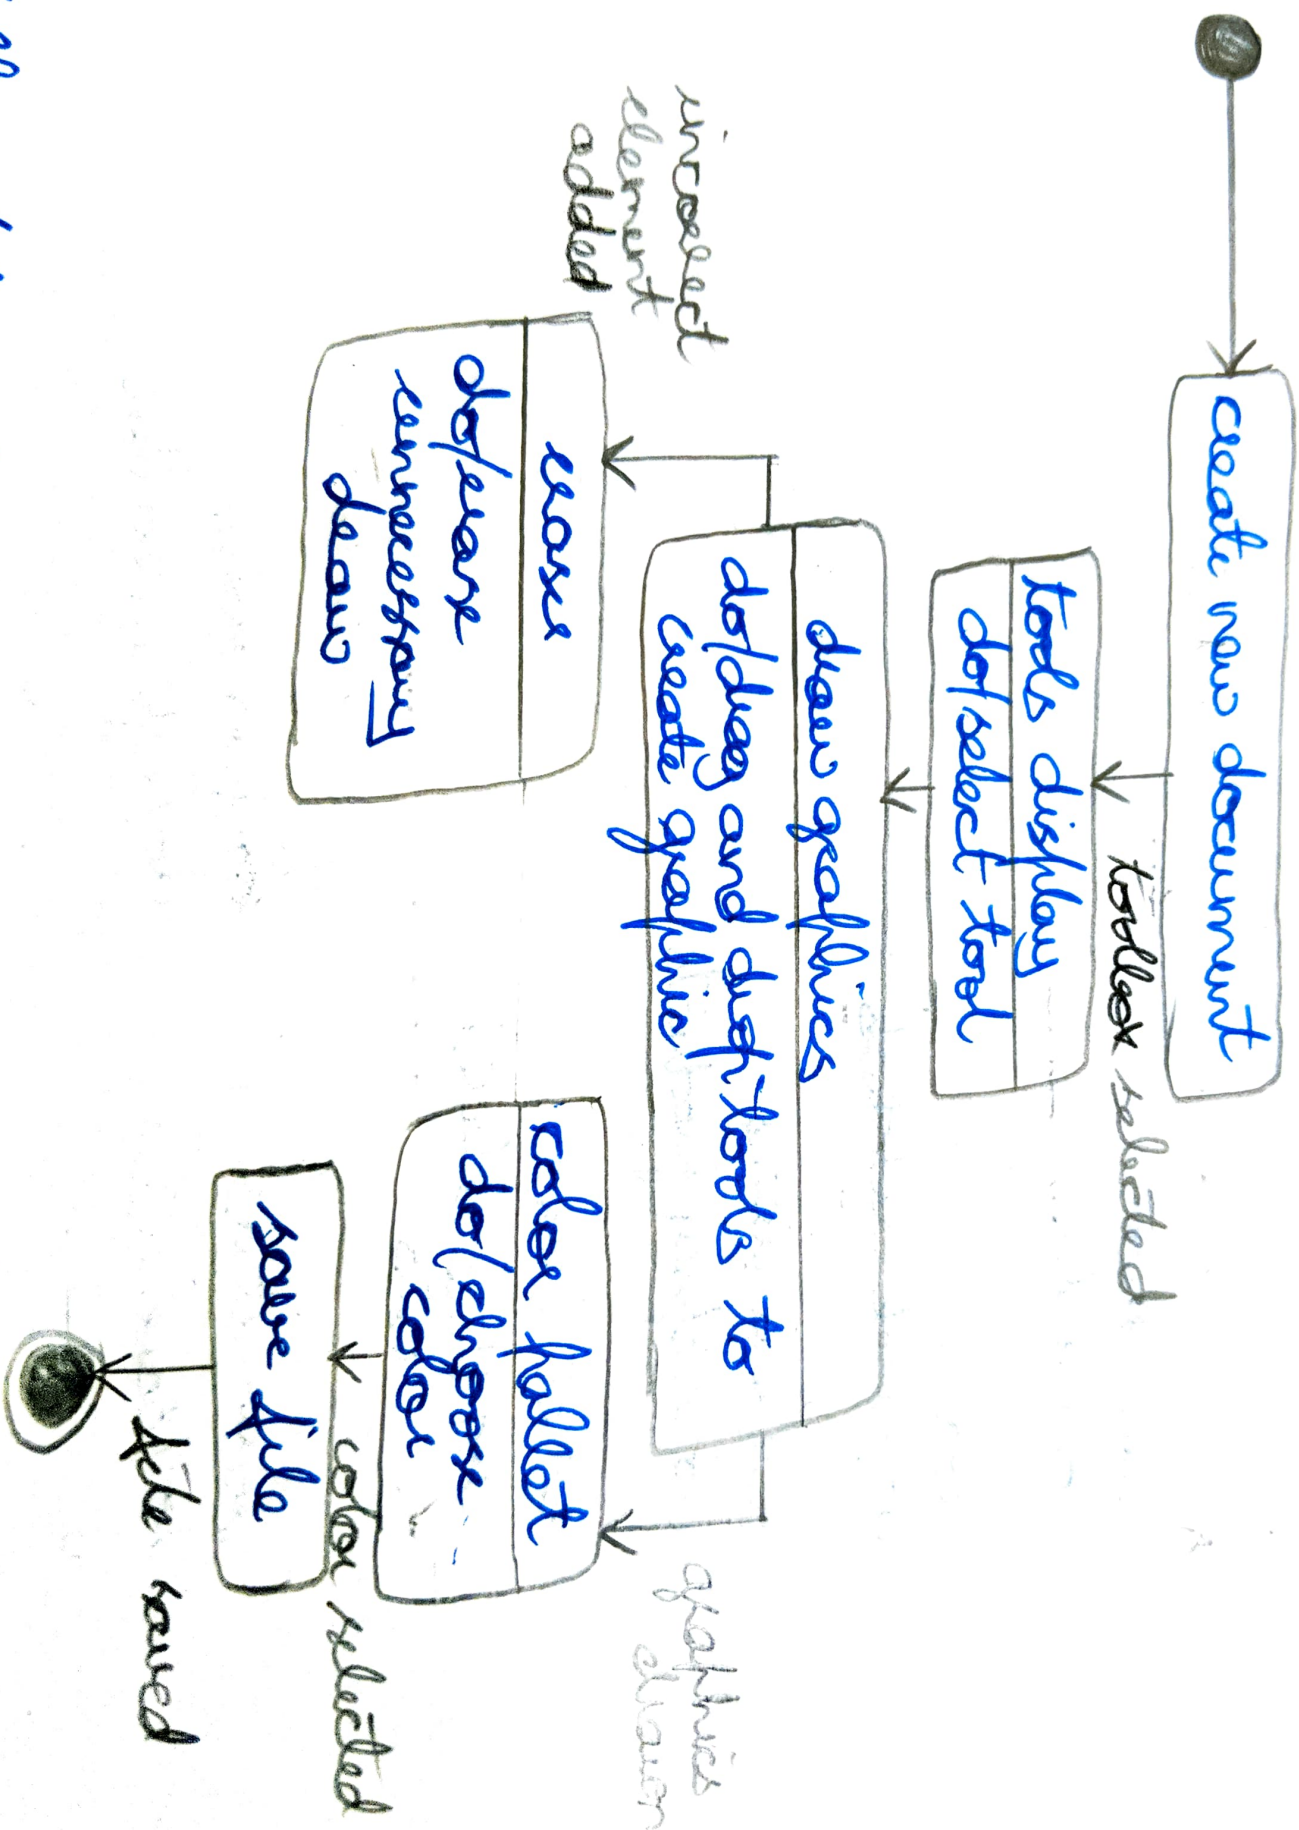 create new document
toolbox selected
tools display
do/select tool
draw graphics
do/drag and drop tools to
create graphic
incorrect
element
added
erase
do/erase
unnecessary
draw
graphics
drawn
color pallet
do/choose
color
color selected
save file
file saved